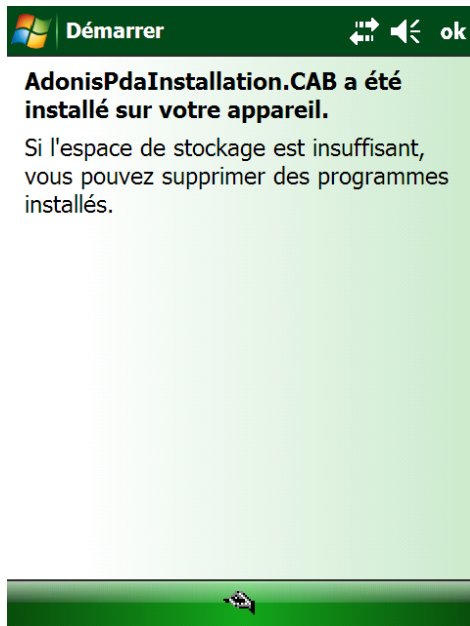 Démarrer ok
AdonisPdaInstallation.CAB a été
installé sur votre appareil.
Si l'espace de stockage est insuffisant,
vous pouvez supprimer des programmes
installés.